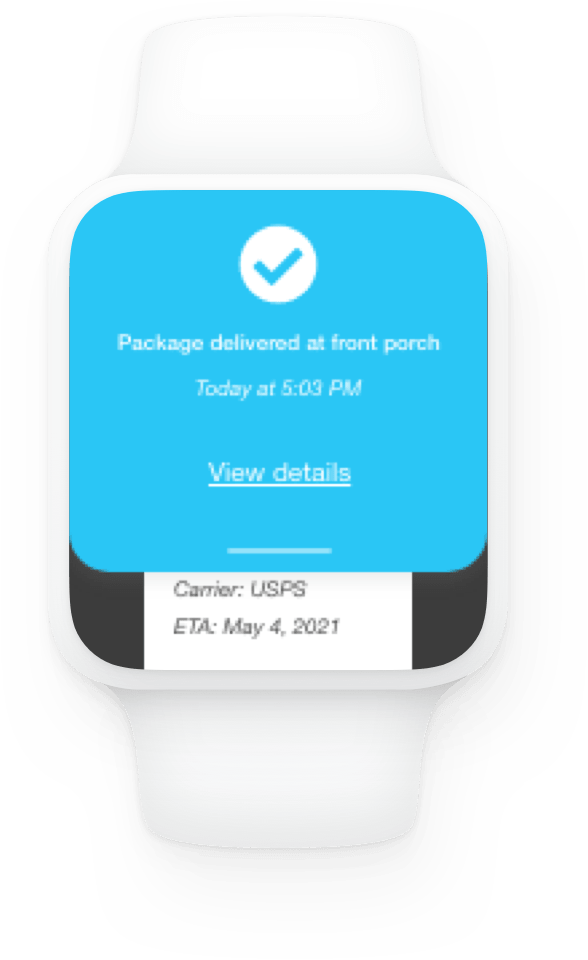 Package delivered at front porch
Today at 5:03 PM
View details
Carrier: USPS
ETA: May 4, 2021